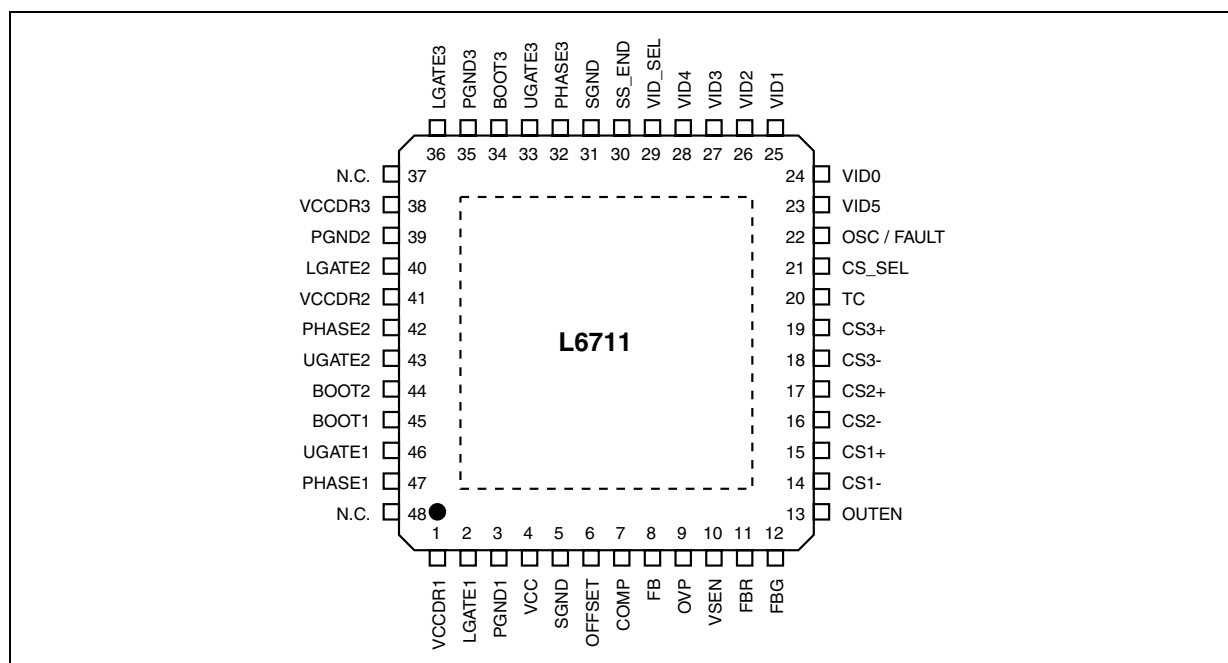 LGATE3
PGND3
BOOT3
UGATE3
PHASE3
SGND
SS_END
VID_SEL
VID4
VID3
VID2
VID1
36 35 34 33 32 31 30 29 28 27 26 25
N.C. 37
VCCDR3 38
PGND2 39
LGATE2 40
VCCDR2 41
PHASE2 42
UGATE2 43
BOOT2 44
BOOT1 45
UGATE1 46
PHASE1 47
N.C. 48
L6711
24 VID0
23 VID5
22 OSC / FAULT
21 CS_SEL
20 TC
19 CS3+
18 CS3-
17 CS2+
16 CS2-
15 CS1+
14 CS1-
13 OUTEN
1 2 3 4 5 6 7 8 9 10 11 12
VCCDR1
LGATE1
PGND1
VCC
SGND
OFFSET
COMP
FB
OVP
VSEN
FBR
FBG